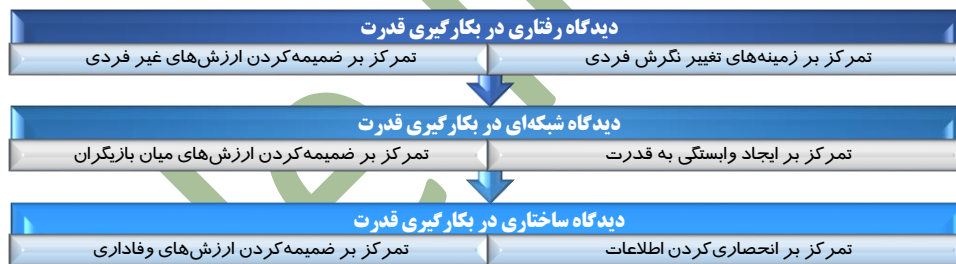 دیدگاه رفتاری در بکارگیری قدرت
تمرکز بر زمینه‌های تغییر نگرش فردی
تمرکز بر ضمیمه‌کردن ارزش‌های غیر فردی
دیدگاه شبکه‌ای در بکارگیری قدرت
تمرکز بر ایجاد وابستگی به قدرت
تمرکز بر ضمیمه‌کردن ارزش‌های میان بازیگران
دیدگاه ساختاری در بکارگیری قدرت
تمرکز بر انحصاری‌کردن اطلاعات
تمرکز بر ضمیمه‌کردن ارزش‌های وفاداری